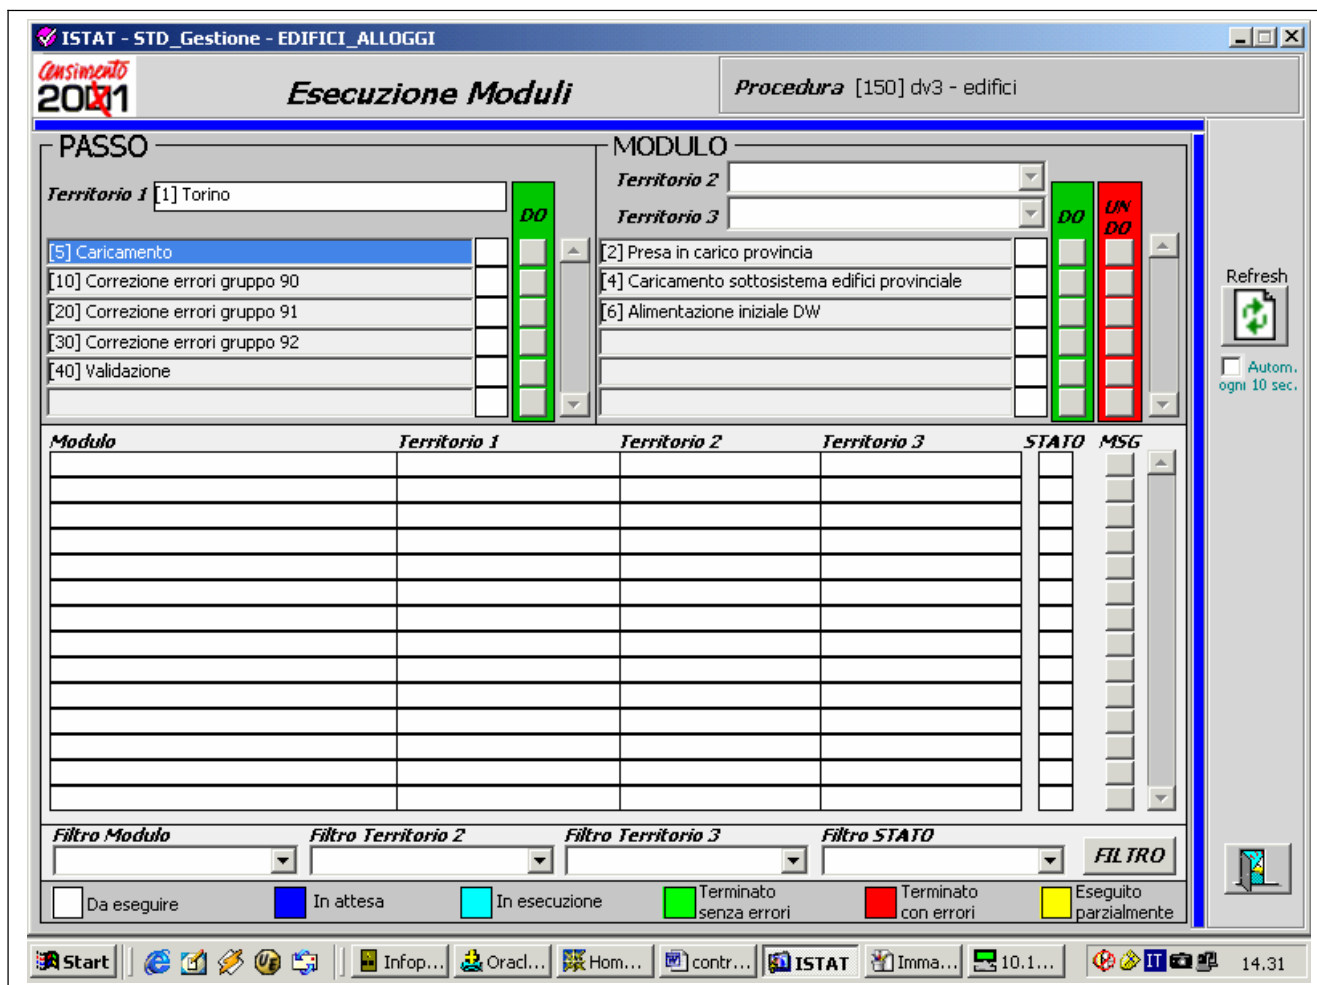 ISTAT - STD_Gestione - EDIFICI_ALLOGGI
Censimento
2001
Esecuzione Moduli
Procedura [150] dv3 - edifici
PASSO
Territorio 1 [1] Torino
DO
[5] Caricamento
[10] Correzione errori gruppo 90
[20] Correzione errori gruppo 91
[30] Correzione errori gruppo 92
[40] Validazione
MODULO
Territorio 2
Territorio 3
DO
UN
DO
[2] Presa in carico provincia
[4] Caricamento sottosistema edifici provinciale
[6] Alimentazione iniziale DW
Refresh
Autom.
ogni 10 sec.
Modulo Territorio 1 Territorio 2 Territorio 3 STATO MSG
Filtro Modulo Filtro Territorio 2 Filtro Territorio 3 Filtro STATO
FILTRO
Da eseguire
In attesa
In esecuzione
Terminato
senza errori
Terminato
con errori
Eseguito
parzialmente
Start Infop... Oracl... Hom... contr... ISTAT Imma... 10.1... IT 14.31